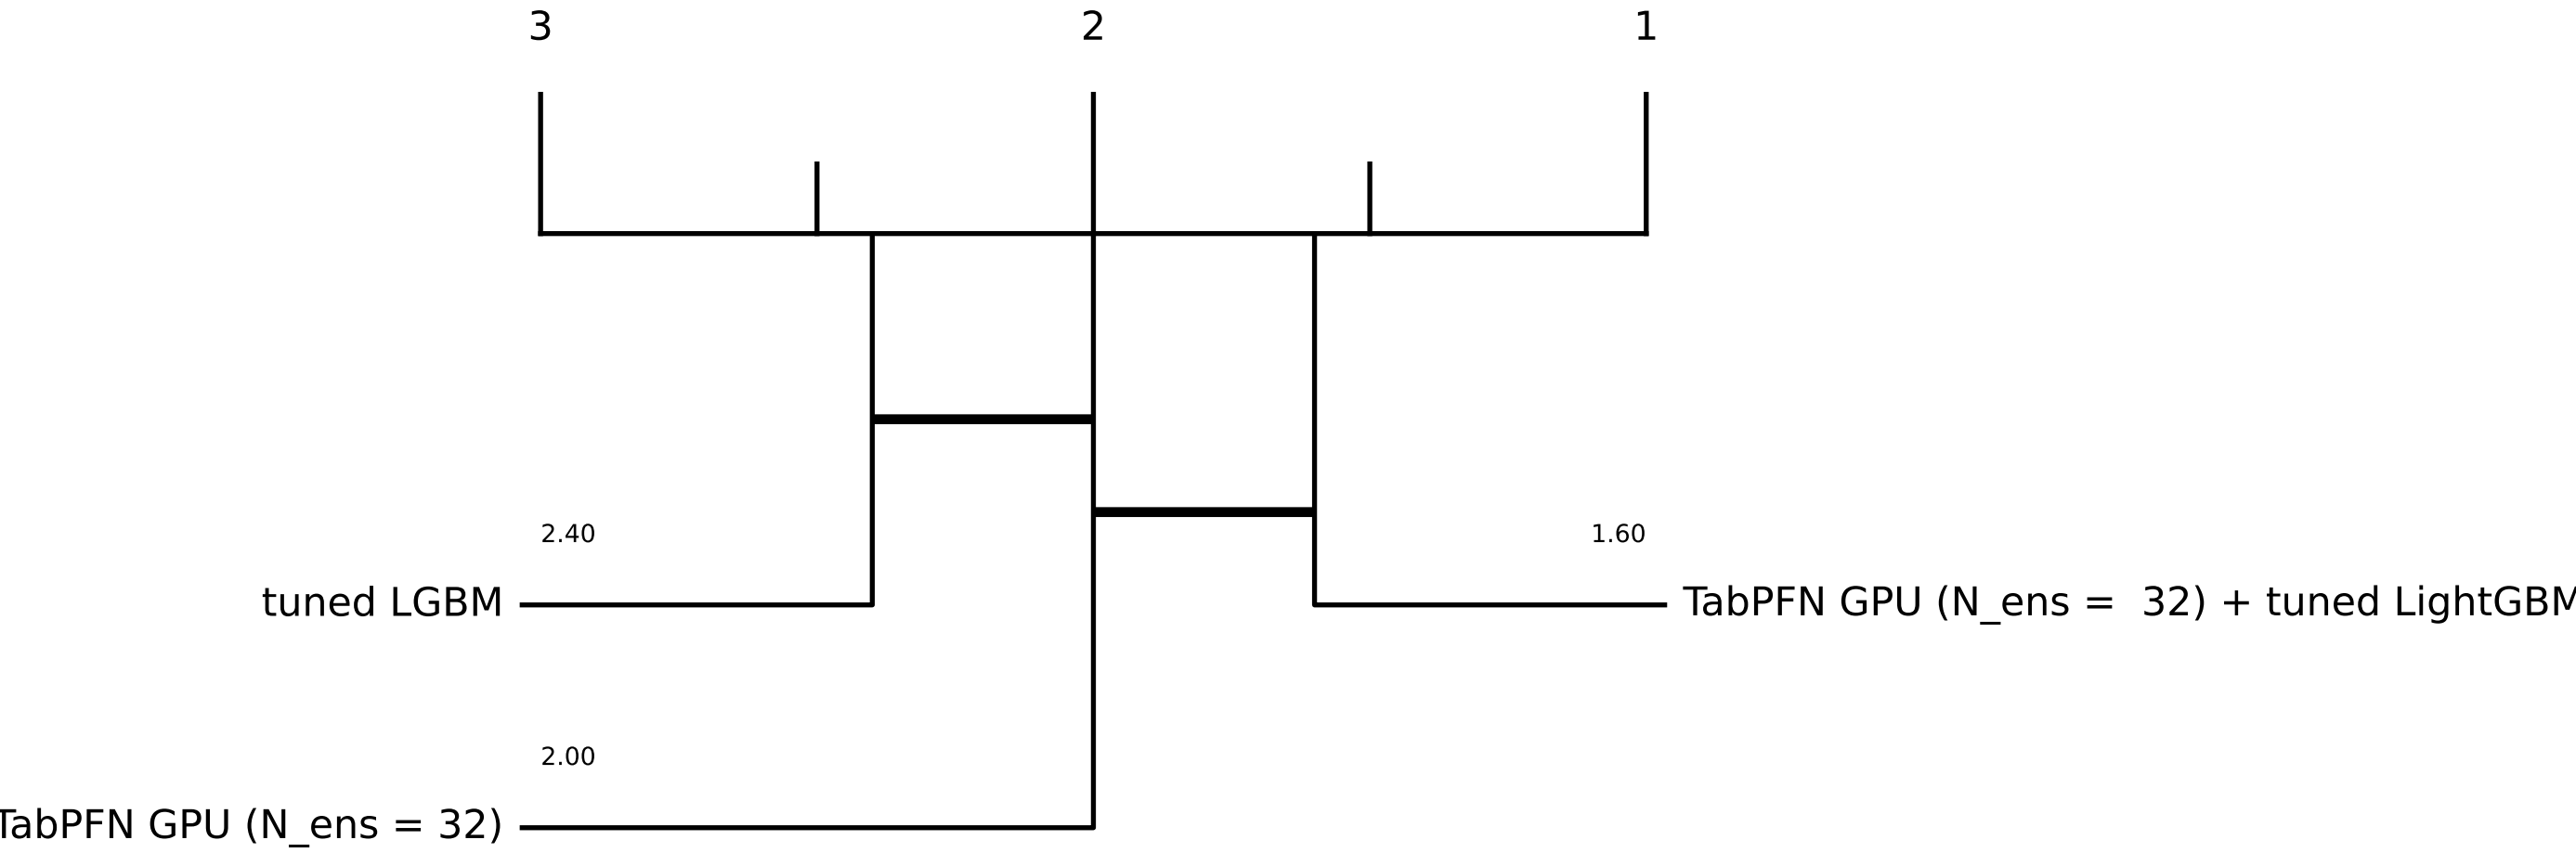 3 2 1
2.40 1.60
tuned LGBM TabPFN GPU (N_ens =  32) + tuned LightGBM
2.00
TabPFN GPU (N_ens = 32)